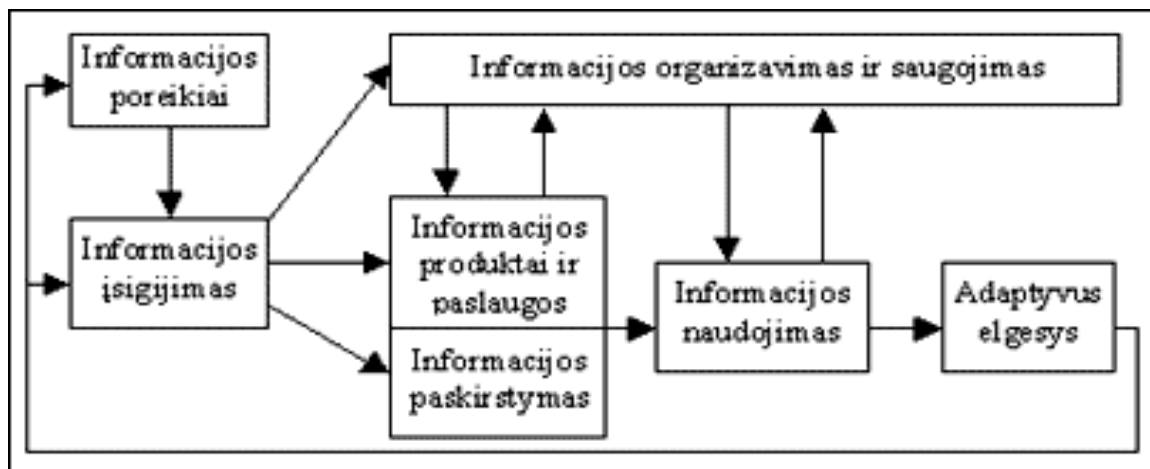 Informacijos
poreikiai
Informacijos organizavimas ir saugojimas
Informacijos
įsigijimas
Informacijos
produktai ir
paslaugos
Informacijos
paskirstymas
Informacijos
naudojimas
Adaptyvus
elgesys